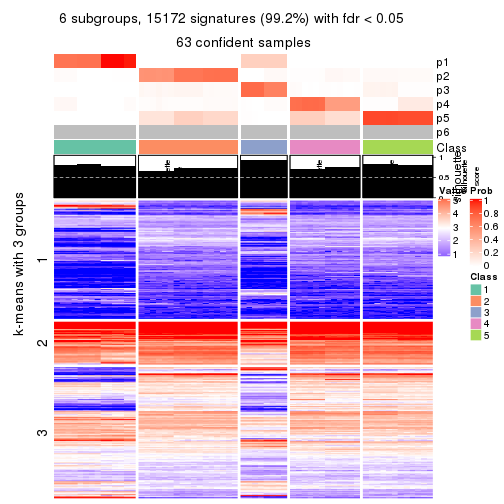 6 subgroups, 15172 signatures (99.2%) with fdr < 0.05
63 confident samples
p1
p2
p3
p4
p5
p6
Class
1
0.5
silhouette
score
k-means with 3 groups
1
2
3
Value
5
4
3
2
1
Prob
1
0.8
0.6
0.4
0.2
0
Class
1
2
3
4
5